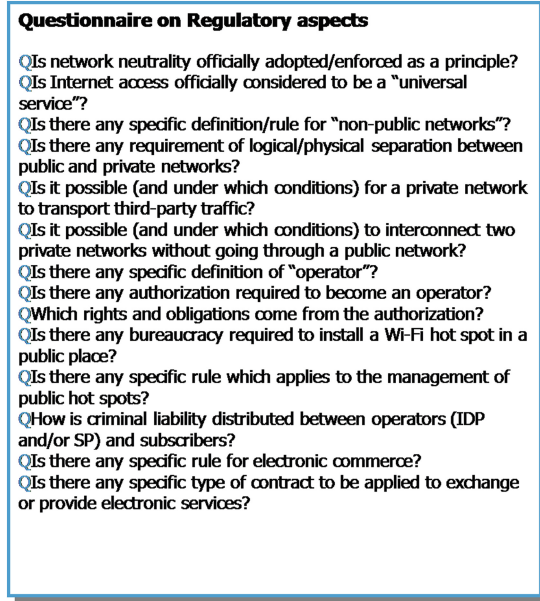 Questionnaire on Regulatory aspects
QIs network neutrality officially adopted/enforced as a principle?
QIs Internet access officially considered to be a "universal
service"?
QIs there any specific definition/rule for "non-public networks"?
QIs there any requirement of logical/physical separation between
public and private networks?
QIs it possible (and under which conditions) for a private network
to transport third-party traffic?
QIs it possible (and under which conditions) to interconnect two
private networks without going through a public network?
QIs there any specific definition of "operator"?
QIs there any authorization required to become an operator?
QWhich rights and obligations come from the authorization?
QIs there any bureaucracy required to install a Wi-Fi hot spot in a
public place?
QIs there any specific rule which applies to the management of
public hot spots?
QHow is criminal liability distributed between operators (IDP
and/or SP) and subscribers?
QIs there any specific rule for electronic commerce?
QIs there any specific type of contract to be applied to exchange
or provide electronic services?